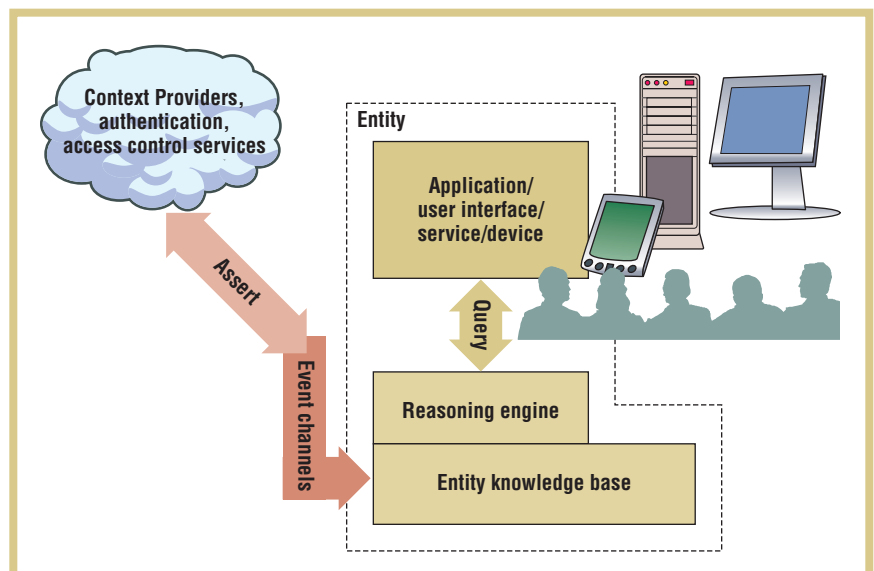 Context Providers,
authentication,
access control services
Entity
Application/
user interface/
service/device
Assert
Query
Event channels
Reasoning engine
Entity knowledge base